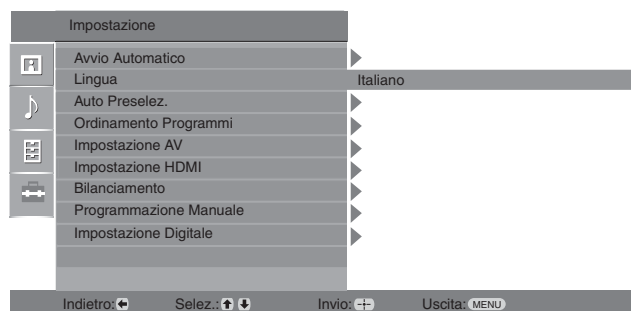 Impostazione
Avvio Automatico
Lingua Italiano
Auto Preselez.
Ordinamento Programmi
Impostazione AV
Impostazione HDMI
Bilanciamento
Programmazione Manuale
Impostazione Digitale
Indietro: Selez.: Invio: Uscita: MENU